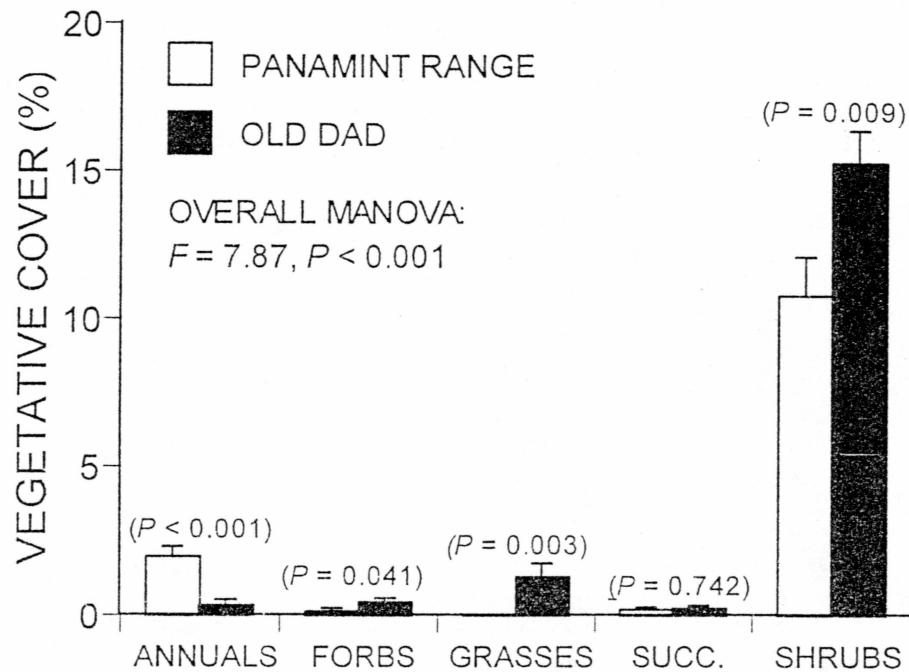 VEGETATIVE COVER (%)
20
15
10
5
0
PANAMINT RANGE
OLD DAD
OVERALL MANOVA:
F = 7.87, P < 0.001
(P < 0.001)
(P = 0.041)
(P = 0.003)
(P = 0.742)
(P = 0.009)
ANNUALS FORBS GRASSES SUCC. SHRUBS